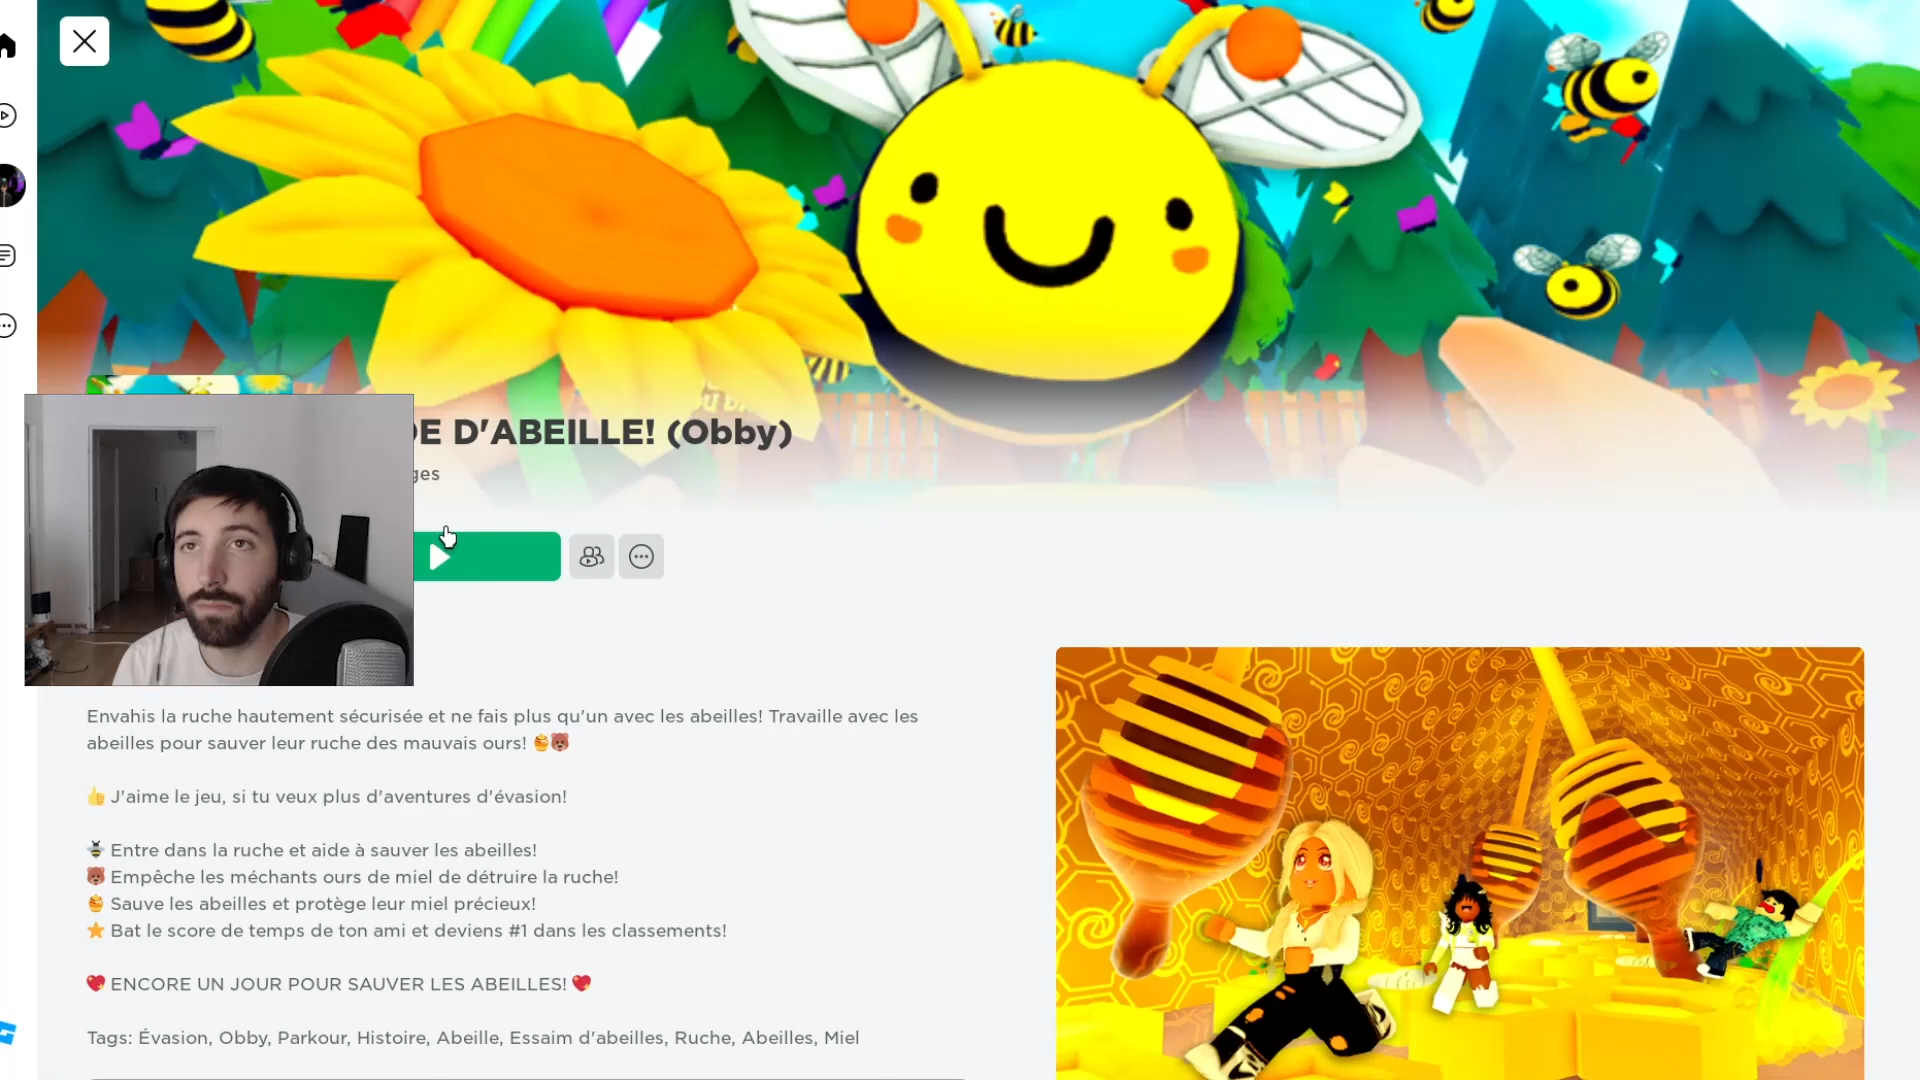 D'ABEILLE! (Obby)
Envahis la ruche hautement sécurisée et ne fais plus qu'un avec les abeilles! Travaille avec les
abeilles pour sauver leur ruche des mauvais ours! 🍯🐻
👍 J'aime le jeu, si tu veux plus d'aventures d'évasion!
🐝 Entre dans la ruche et aide à sauver les abeilles!
🐻 Empêche les méchants ours de miel de détruire la ruche!
🍯 Sauve les abeilles et protège leur miel précieux!
⭐ Bat le score de temps de ton ami et deviens #1 dans les classements!
💖 ENCORE UN JOUR POUR SAUVER LES ABEILLES! 💖
Tags: Évasion, Obby, Parkour, Histoire, Abeille, Essaim d'abeilles, Ruche, Abeilles, Miel